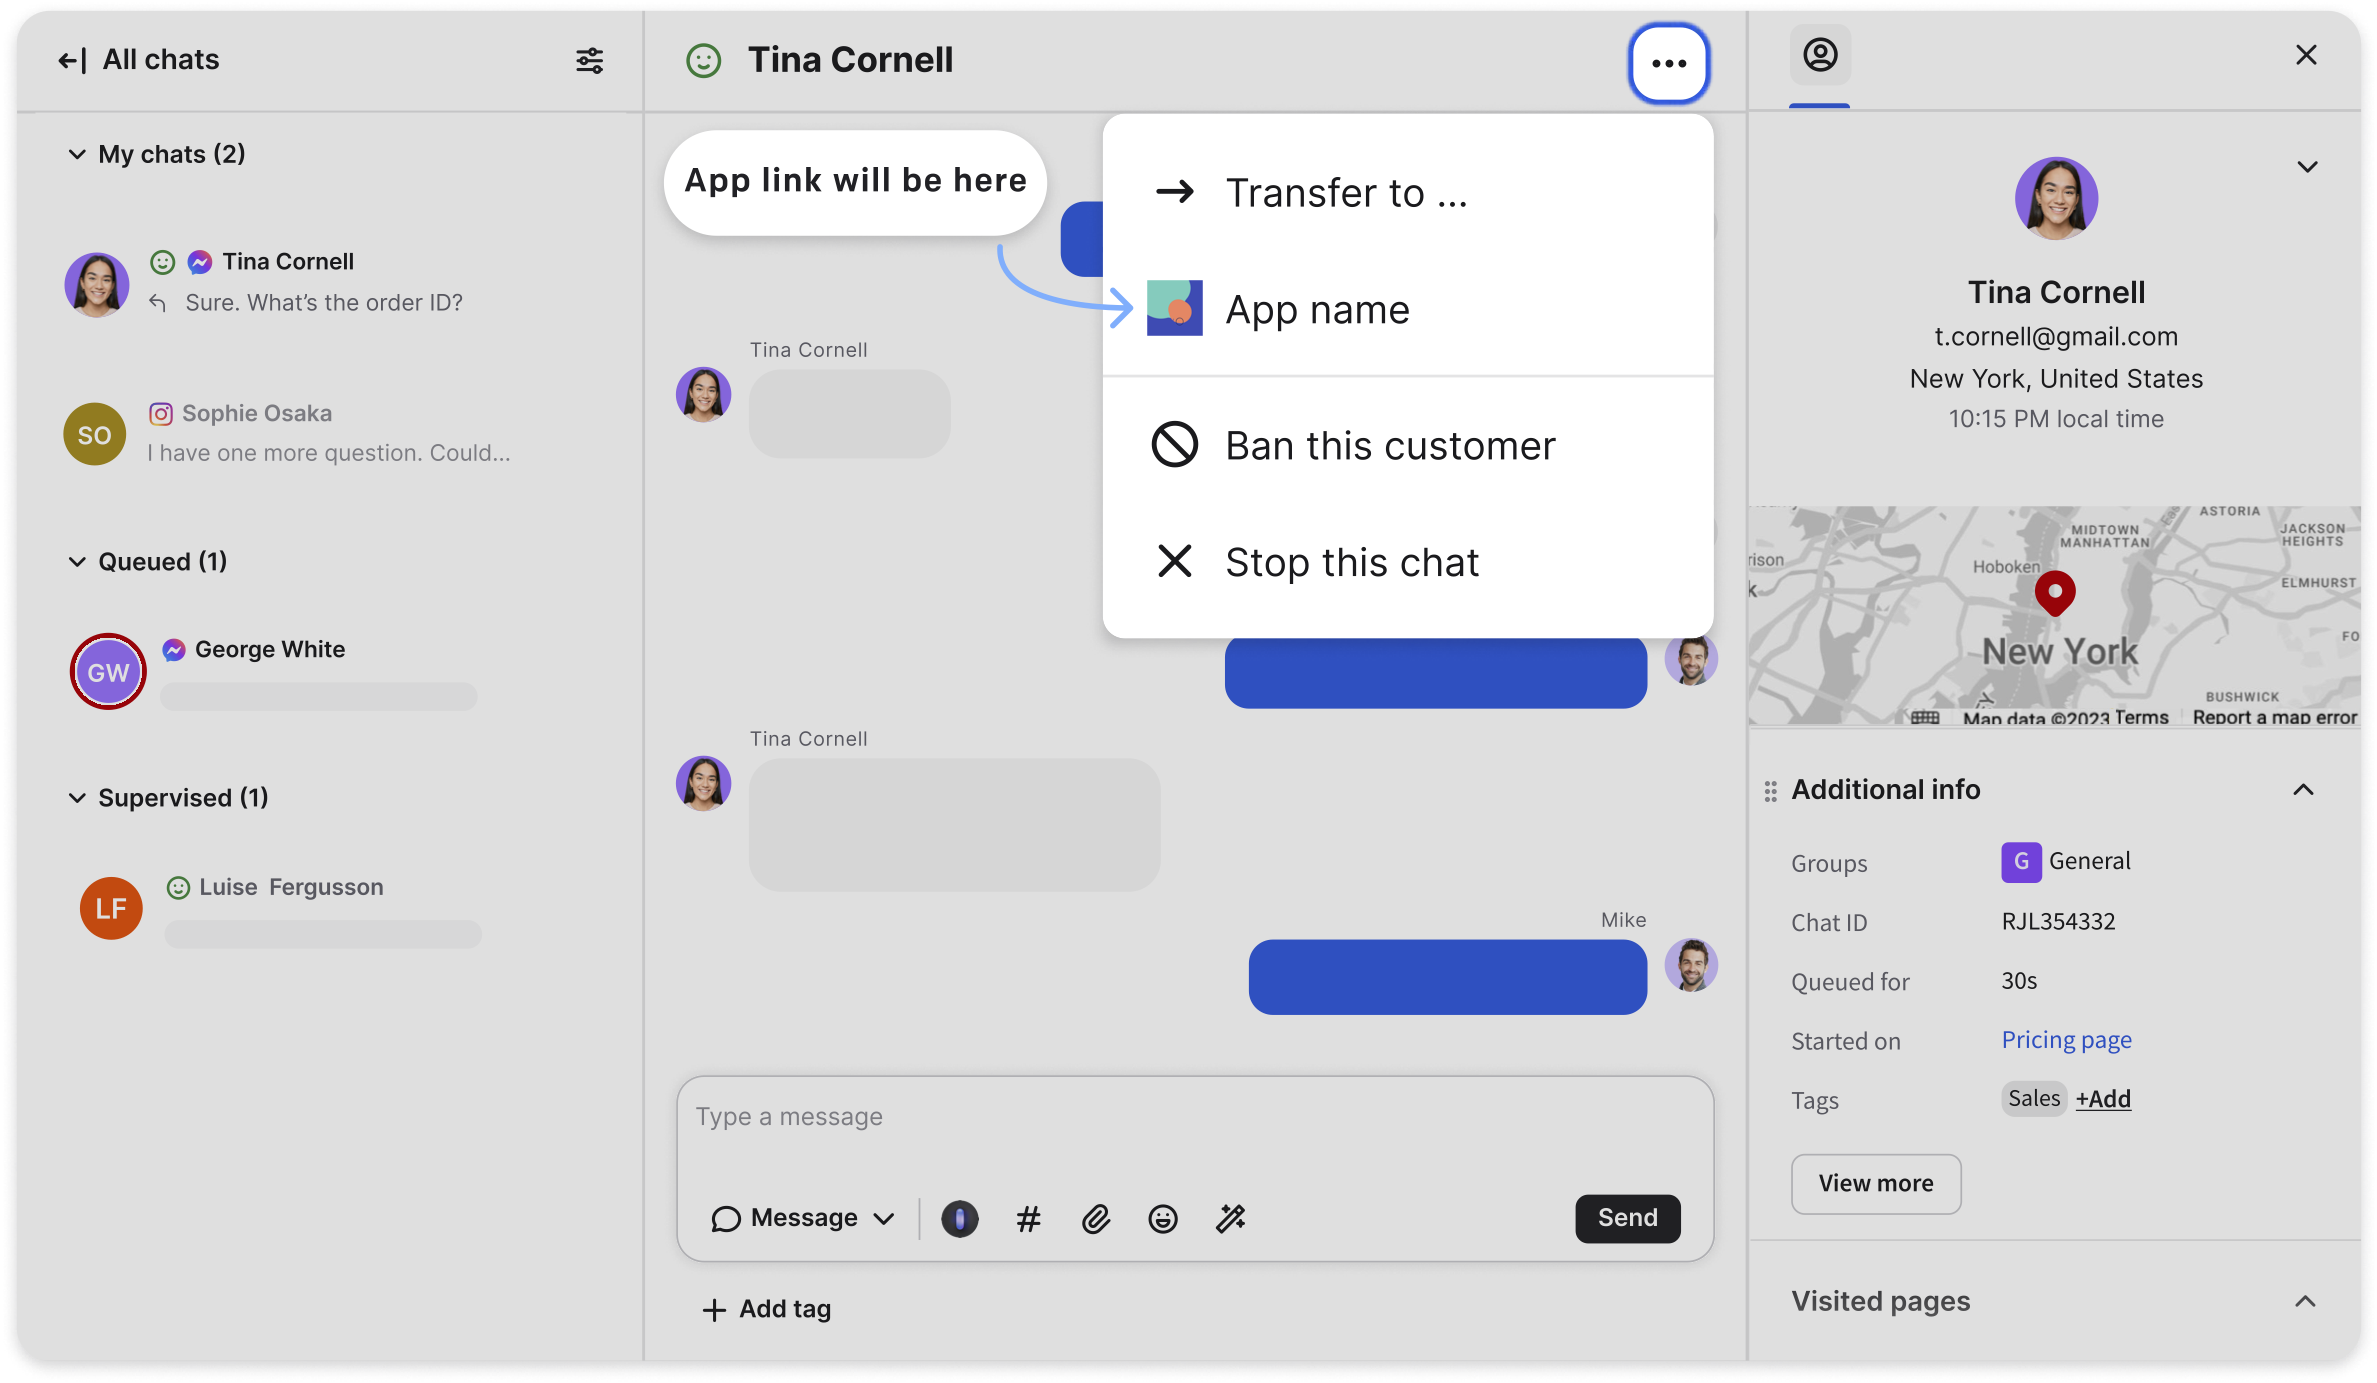 All chats
My chats (2)
Tina Cornell
Sure. What's the order ID?
SO
Sophie Osaka
I have one more question. Could...
Queued (1)
GW
George White
Supervised (1)
LF
Luise Fergusson
Tina Cornell
App link will be here
Transfer to ...
App name
Ban this customer
Stop this chat
Tina Cornell
Tina Cornell
Mike
Type a message
Message
Send
Add tag
Tina Cornell
t.cornell@gmail.com
New York, United States
10:15 PM local time
ASTORIA
MIDTOWN
MANHATTAN
JACKSON
HEIGHTS
Hoboken
rison
ELMHURST
k
FO
New York
BUSHWICK
Map data ©2023
Terms
Report a map error
Additional info
Groups
G General
Chat ID
RJL354332
Queued for
30s
Started on
Pricing page
Tags
Sales +Add
View more
Visited pages